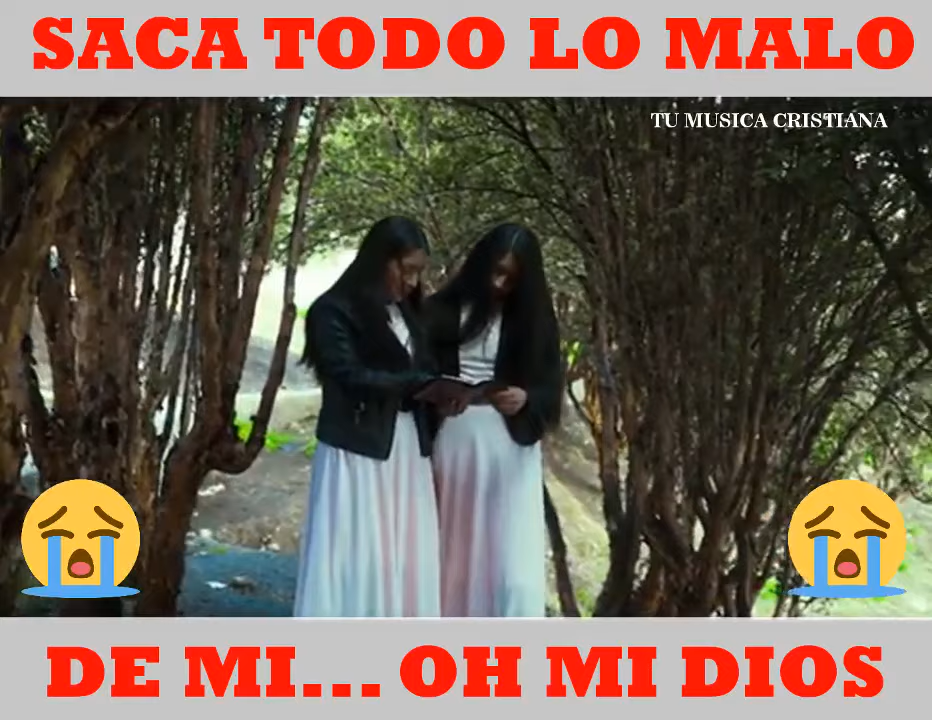 SACA TODO LO MALO
TU MUSICA CRISTIANA
DE MI... OH MI DIOS